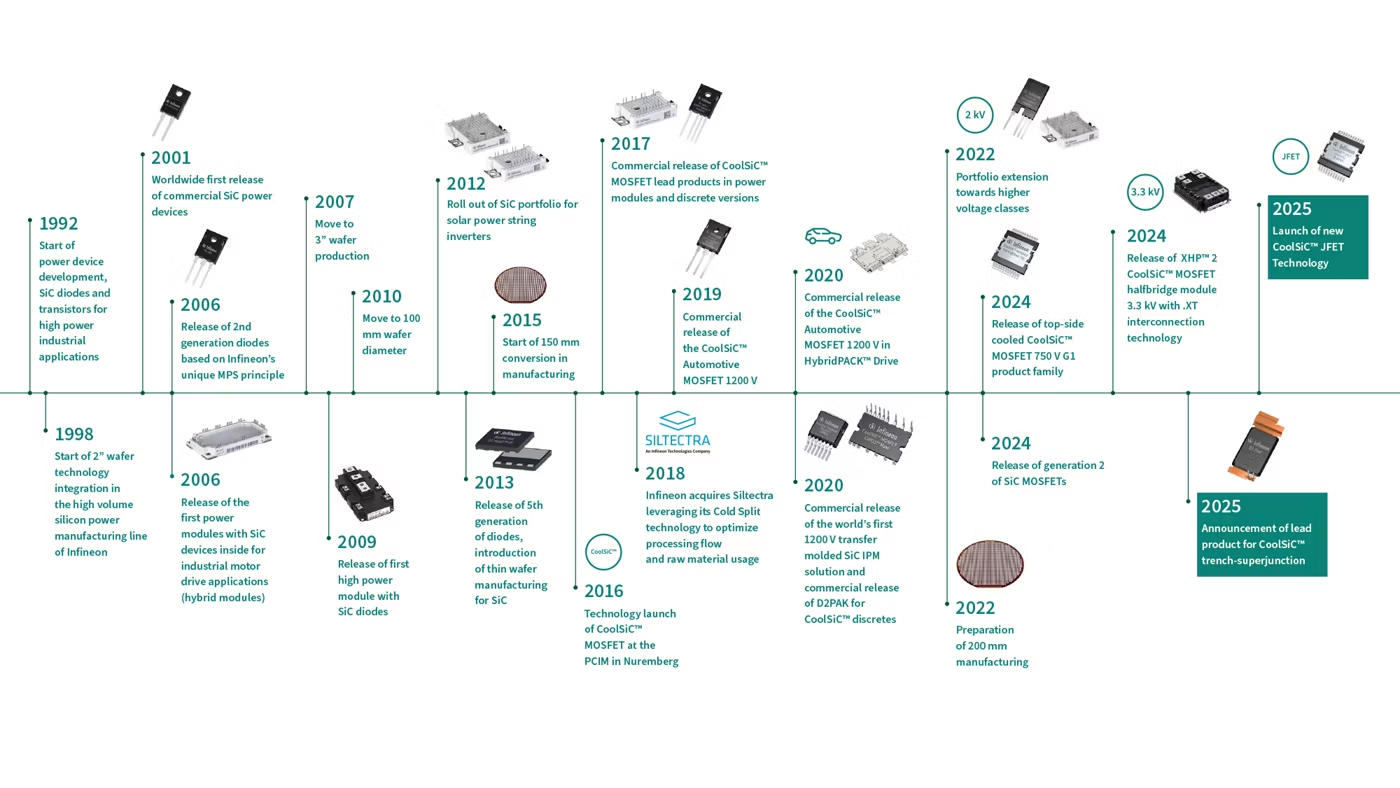 1992
Start of
power device
development,
SiC diodes and
transistors for
high power
industrial
applications
1998
Start of 2” wafer
technology
integration in
the high volume
silicon power
manufacturing line
of Infineon
2001
Worldwide first release
of commercial SiC power
devices
2006
Release of 2nd
generation diodes
based on Infineon’s
unique MPS principle
2006
Release of the
first power
modules with SiC
devices inside for
industrial motor
drive applications
(hybrid modules)
2007
Move to
3” wafer
production
2009
Release of first
high power
module with
SiC diodes
2010
Move to 100
mm wafer
diameter
2012
Roll out of SiC portfolio for
solar power string
inverters
2013
Release of 5th
generation
of diodes,
introduction
of thin wafer
manufacturing
for SiC
2015
Start of 150 mm
conversion in
manufacturing
CoolSiC™
2016
Technology launch
of CoolSiC™
MOSFET at the
PCIM in Nuremberg
2017
Commercial release of CoolSiC™
MOSFET lead products in power
modules and discrete versions
SILTECTRA
An Infineon Technologies Company
2018
Infineon acquires Siltectra
leveraging its Cold Split
technology to optimize
processing flow
and raw material usage
2019
Commercial
release of
the CoolSiC™
Automotive
MOSFET 1200 V
2020
Commercial release
of the CoolSiC™
Automotive
MOSFET 1200 V in
HybridPACK™ Drive
Infineon
2020
Commercial release
of the world’s first
1200 V transfer
molded SiC IPM
solution and
commercial release
of D2PAK for
CoolSiC™ discretes
2 kV
2022
Portfolio extension
towards higher
voltage classes
2022
Preparation
of 200 mm
manufacturing
2024
Release of top-side
cooled CoolSiC™
MOSFET 750 V G1
product family
2024
Release of generation 2
of SiC MOSFETs
3.3 kV
2024
Release of XHP™ 2
CoolSiC™ MOSFET
halfbridge module
3.3 kV with .XT
interconnection
technology
2025
Announcement of lead
product for CoolSiC™
trench-superjunction
JFET
2025
Launch of new
CoolSiC™ JFET
Technology